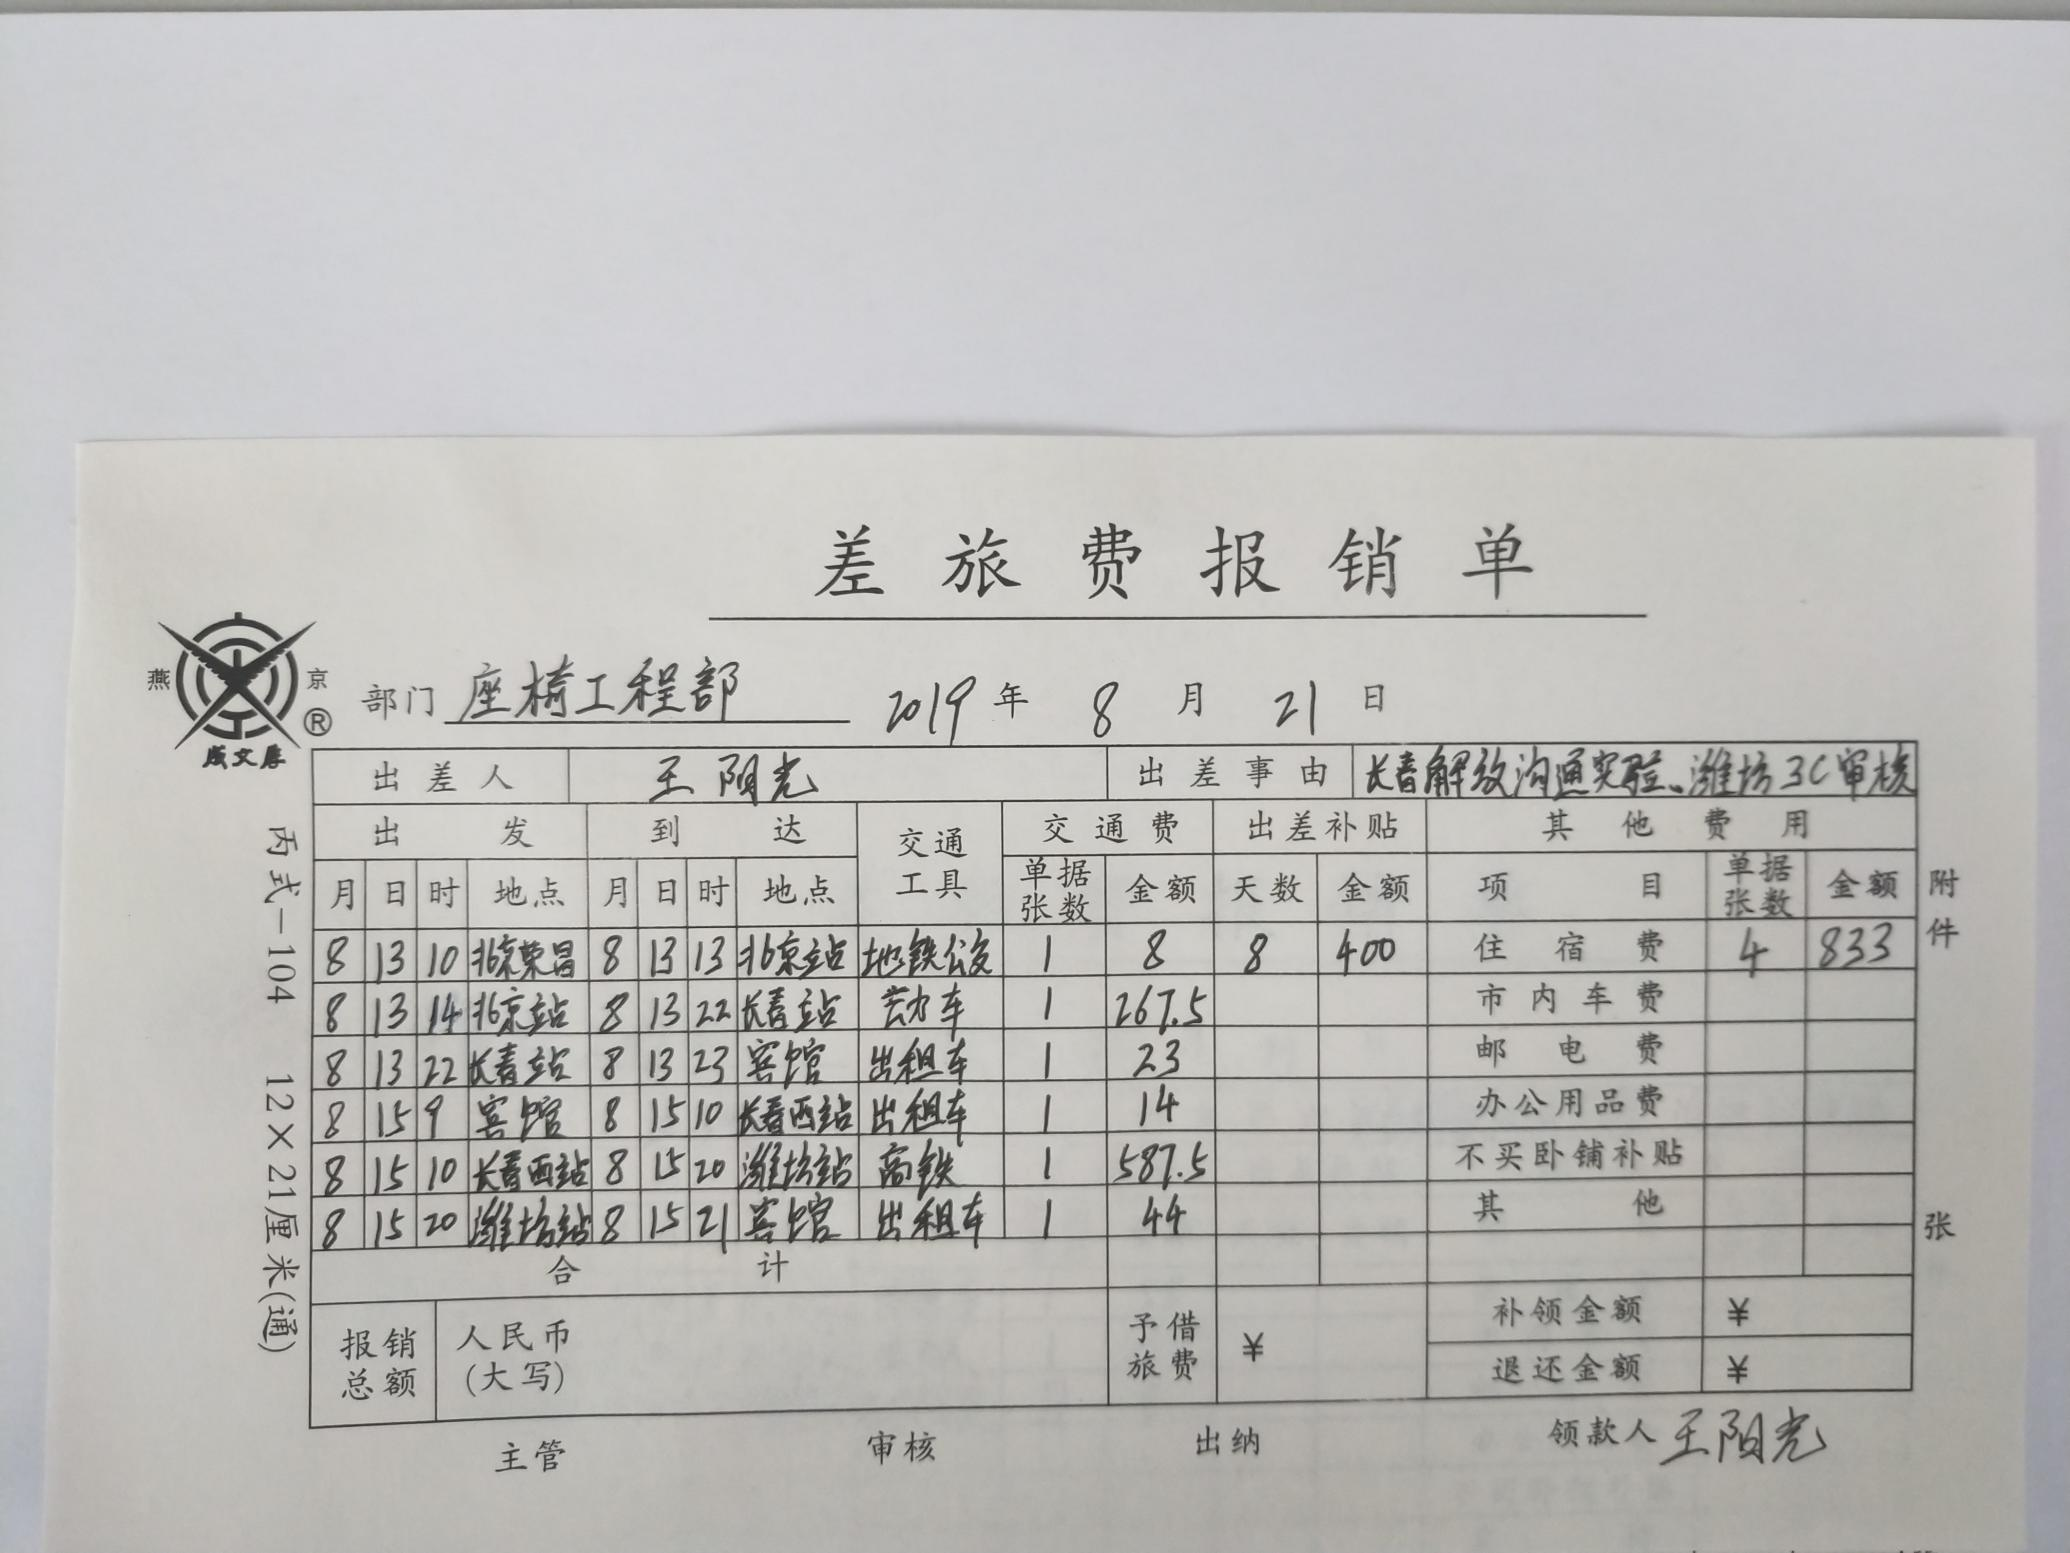 差旅费报销单
燕 京
®
成文厚
部门 座椅工程部 2019 年 8 月 21 日
出差人 王阳光 出差事由 长春解放沟通实验、潍坊3C审核
出发 到达 交通工具 交通费 出差补贴 其他费用
月 日 时 地点 月 日 时 地点 单据张数 金额 天数 金额 项目 单据张数 金额
8 13 10 北京荣昌 8 13 13 北京站 地铁公交 1 8 8 400 住宿费 4 833
8 13 14 北京站 8 13 22 长春站 动车 1 267.5 市内车费
8 13 22 长春站 8 13 23 宾馆 出租车 1 23 邮电费
8 15 9 宾馆 8 15 10 长春西站 出租车 1 14 办公用品费
8 15 10 长春西站 8 15 20 潍坊站 高铁 1 587.5 不买卧铺补贴
8 15 20 潍坊站 8 15 21 宾馆 出租车 1 44 其他
合计
报销总额 人民币(大写) 予借旅费 ¥ 补领金额 ¥
退还金额 ¥
主管 审核 出纳 领款人 王阳光
丙式-104 12×21厘米(通)
附件 张